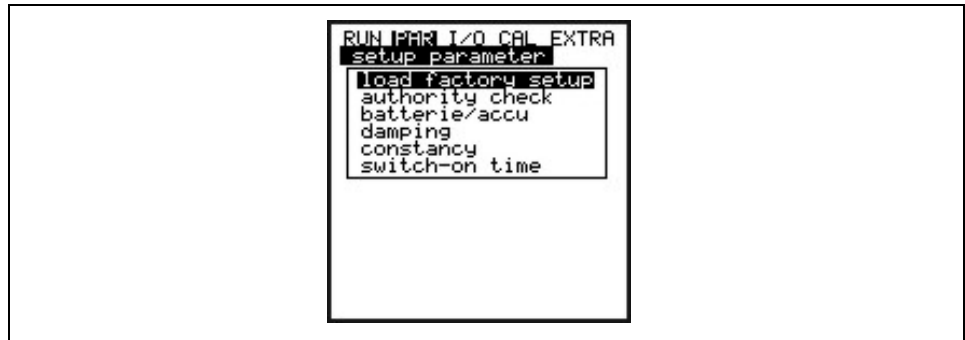 RUN PAR I/O CAL EXTRA
setup parameter
load factory setup
authority check
batterie/accu
damping
constancy
switch-on time